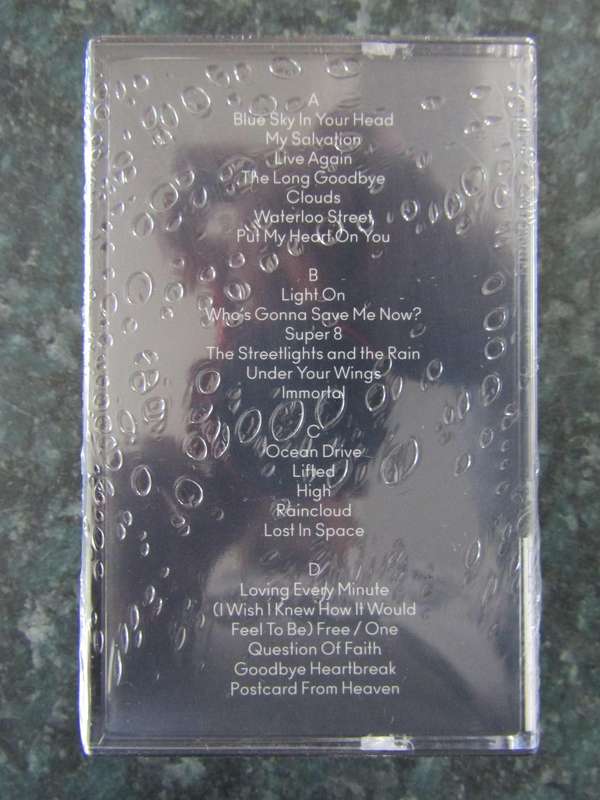 A
Blue Sky In Your Head
My Salvation
Live Again
The Long Goodbye
Clouds
Waterloo Street
Put My Heart On You
B
Light On
Who's Gonna Save Me Now?
Super 8
The Streetlights and the Rain
Under Your Wings
Immortal
C
Ocean Drive
Lifted
High
Raincloud
Lost In Space
D
Loving Every Minute
(I Wish I Knew How It Would
Feel To Be) Free / One
Question Of Faith
Goodbye Heartbreak
Postcard From Heaven